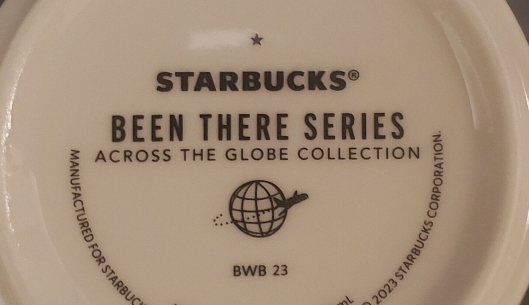 STARBUCKS®
BEEN THERE SERIES
ACROSS THE GLOBE COLLECTION
BWB 23
MANUFACTURED FOR STARBUCKS
2023 STARBUCKS CORPORATION.